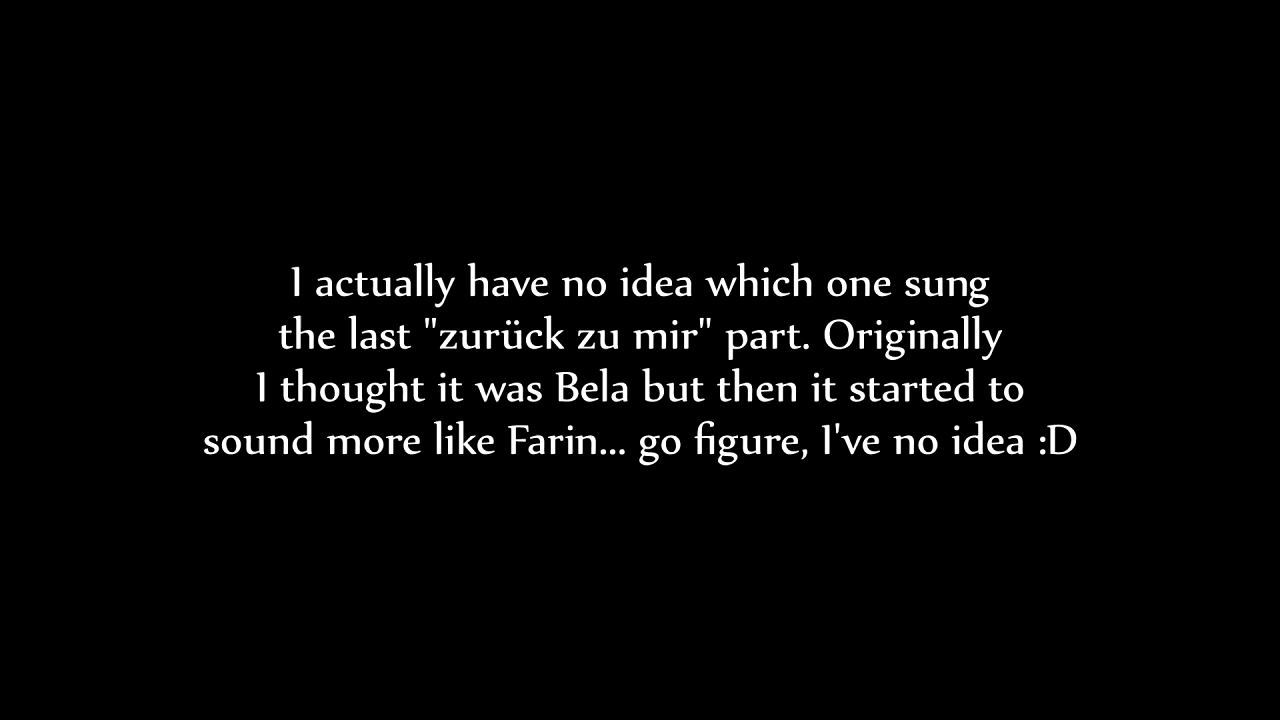 I actually have no idea which one sung
the last "zurück zu mir" part. Originally
I thought it was Bela but then it started to
sound more like Farin... go figure, I've no idea :D